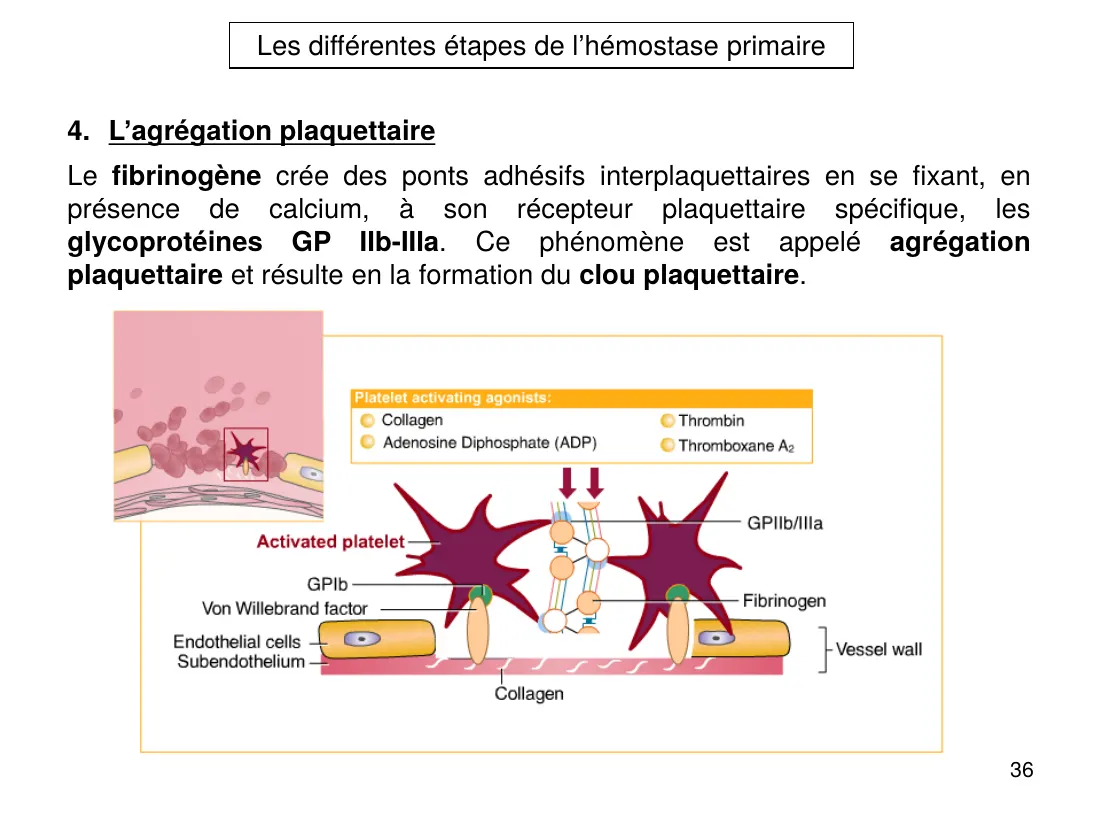 Les différentes étapes de l’hémostase primaire
4. L’agrégation plaquettaire
Le fibrinogène crée des ponts adhésifs interplaquettaires en se fixant, en
présence de calcium, à son récepteur plaquettaire spécifique, les
glycoprotéines GP IIb-IIIa. Ce phénomène est appelé agrégation
plaquettaire et résulte en la formation du clou plaquettaire.
Platelet activating agonists:
Collagen
Thrombin
Adenosine Diphosphate (ADP)
Thromboxane A2
GPIIb/IIIa
Activated platelet
GPIb
Fibrinogen
Von Willebrand factor
Endothelial cells
Vessel wall
Subendothelium
Collagen
36